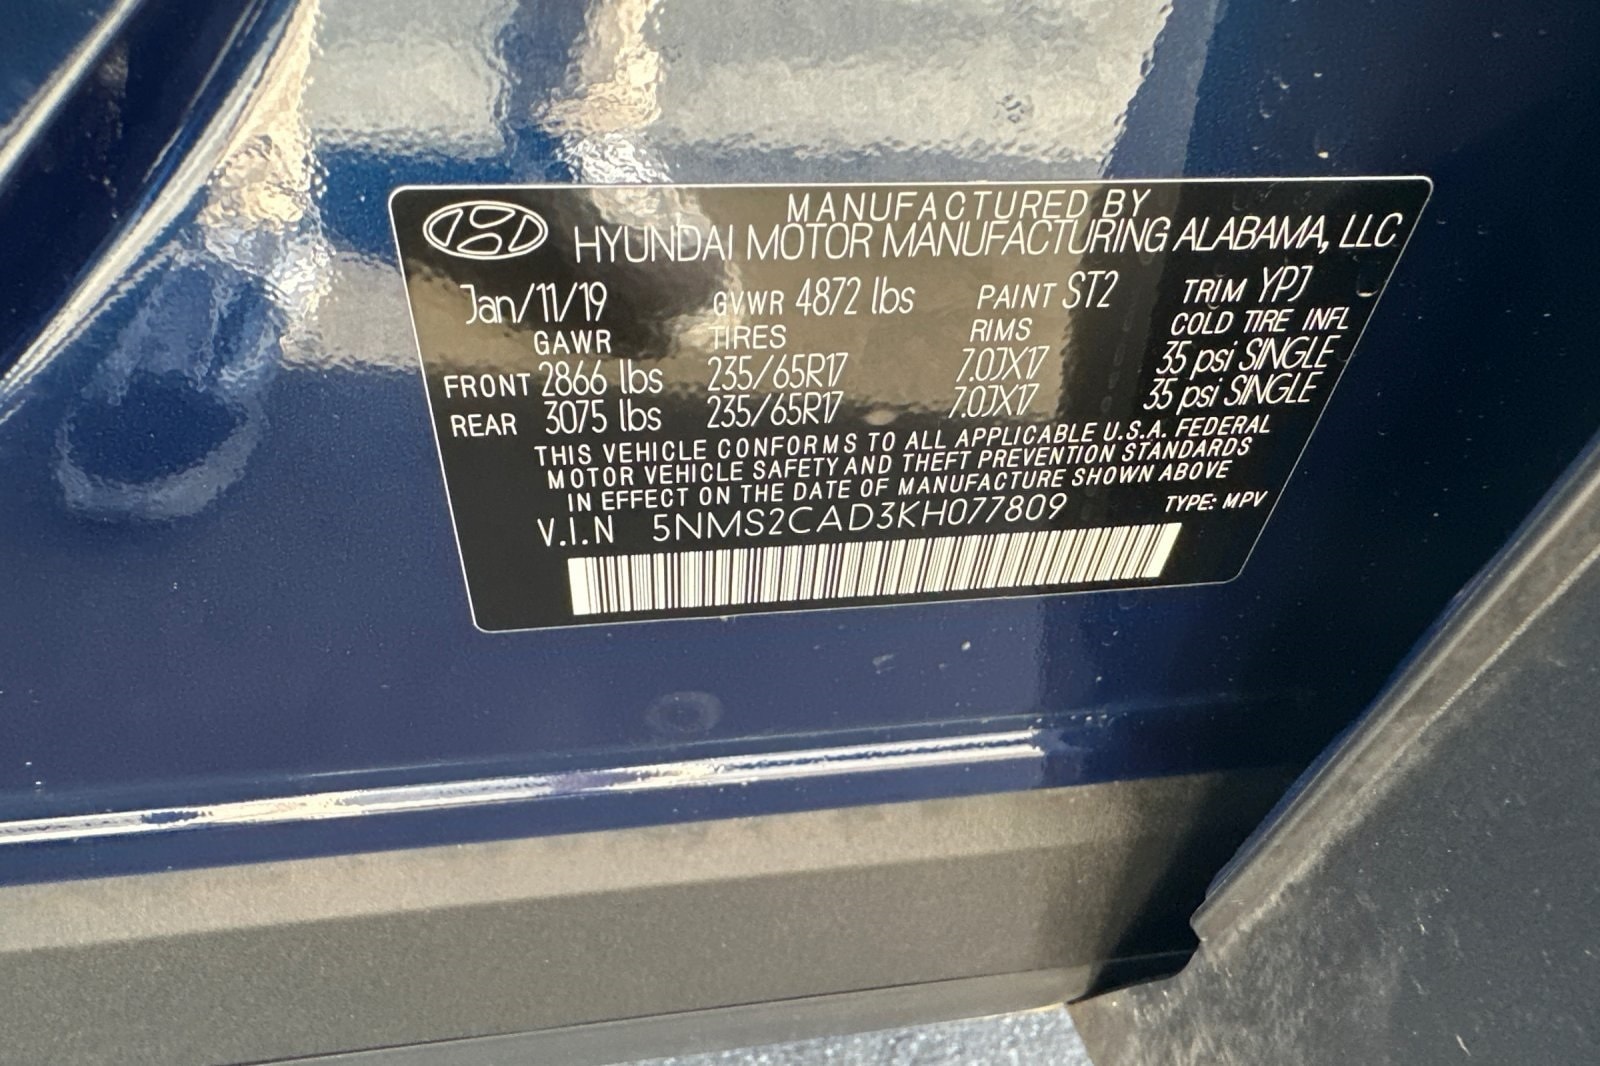 MANUFACTURED BY
HYUNDAI MOTOR MANUFACTURING ALABAMA, LLC
Jan/11/19 GVWR 4872 lbs PAINT ST2 TRIM YPJ
GAWR TIRES RIMS COLD TIRE INFL
FRONT 2866 lbs 235/65R17 7.0JX17 35 psi SINGLE
REAR 3075 lbs 235/65R17 7.0JX17 35 psi SINGLE
THIS VEHICLE CONFORMS TO ALL APPLICABLE U.S.A. FEDERAL
MOTOR VEHICLE SAFETY AND THEFT PREVENTION STANDARDS
IN EFFECT ON THE DATE OF MANUFACTURE SHOWN ABOVE
V.I.N 5NMS2CAD3KH077809 TYPE: MPV